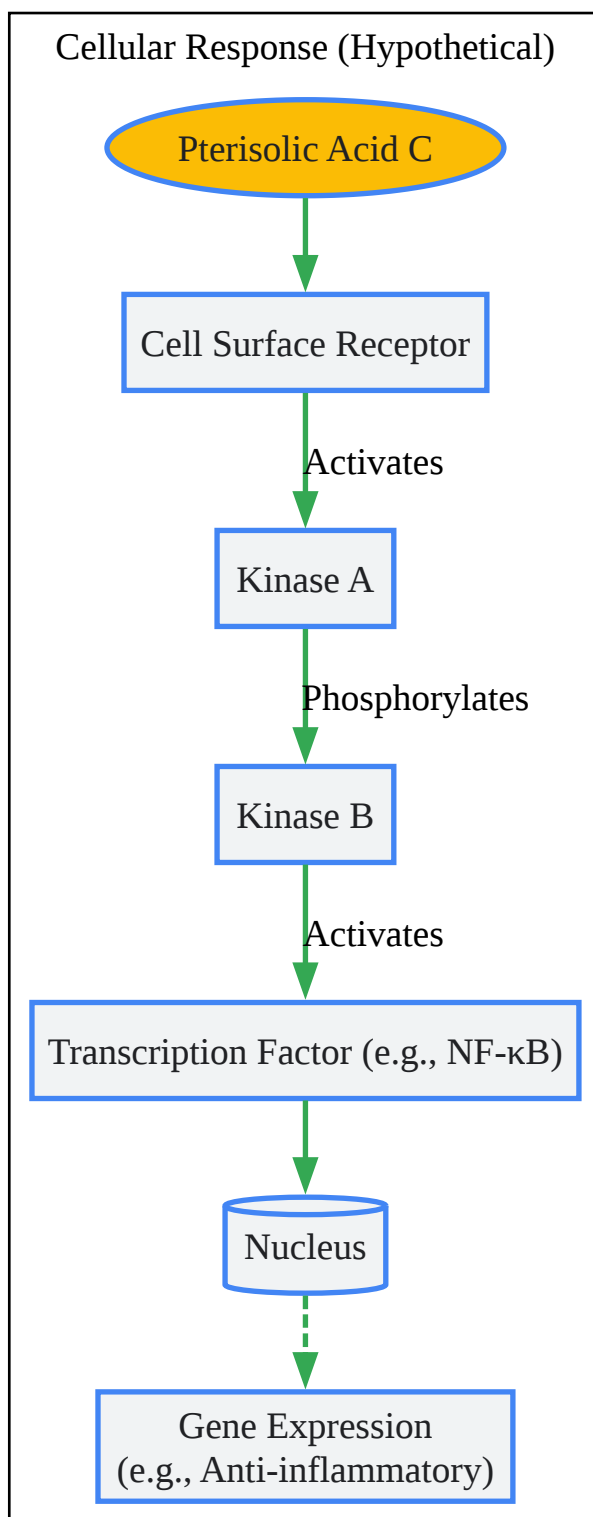 Cellular Response (Hypothetical)
Pterisolic Acid C
Cell Surface Receptor
Activates
Kinase A
Phosphorylates
Kinase B
Activates
Transcription Factor (e.g., NF-κB)
Nucleus
Gene Expression
(e.g., Anti-inflammatory)